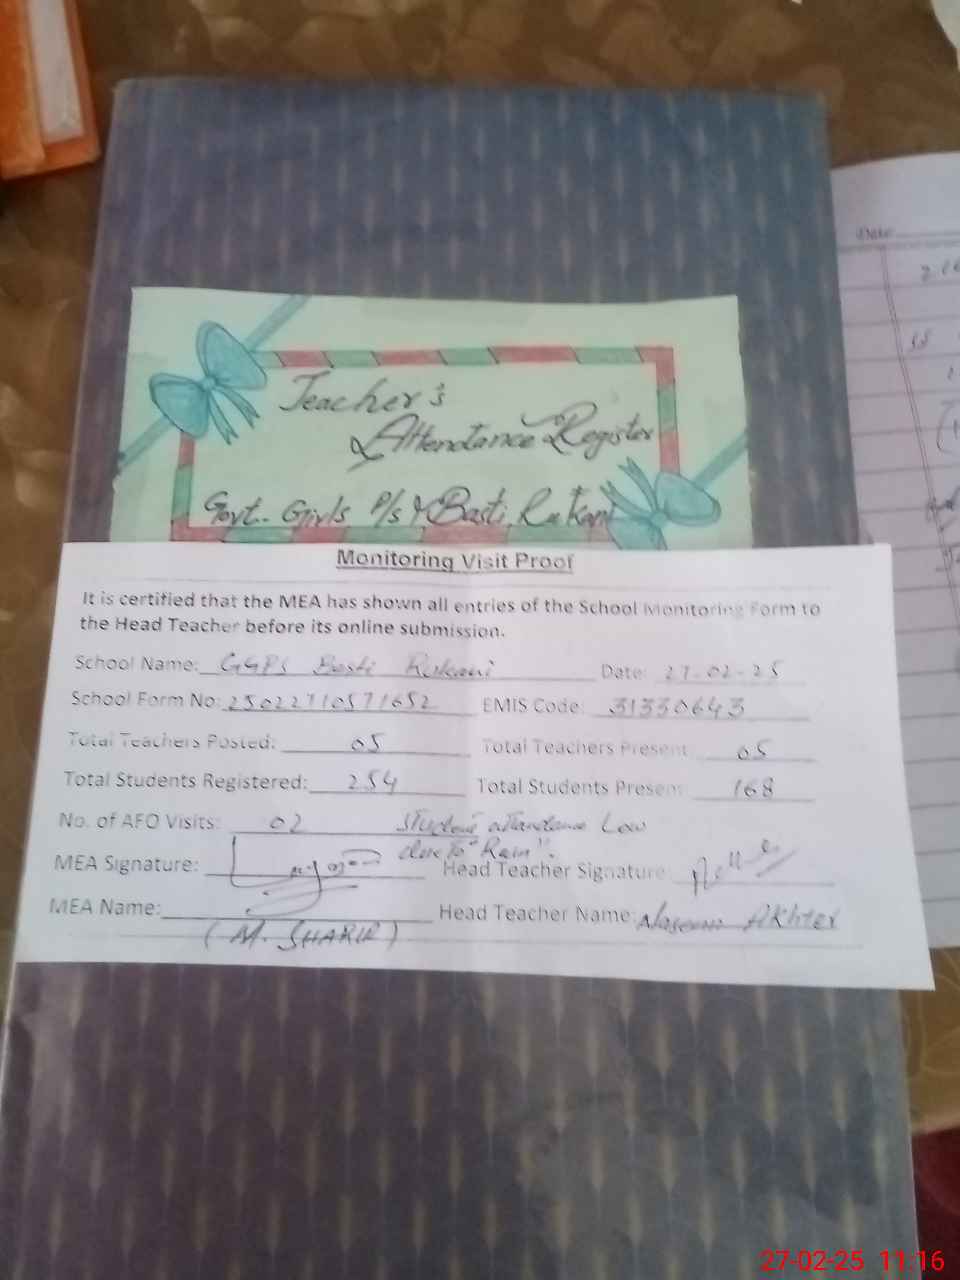 Teacher's
Attendance Register
Govt. Girls P/s Basti Rukani
Date
Monitoring Visit Proof
It is certified that the MEA has shown all entries of the School Monitoring Form to
the Head Teacher before its online submission.
School Name: GGPS Basti Rukani Date: 27-02-25
School Form No: 25022710571652 EMIS Code: 31330643
Total Teachers Posted: 05 Total Teachers Present 05
Total Students Registered: 254 Total Students Present 168
No. of AFO Visits: 02 Student attendance Low
due to "Rain".
MEA Signature: Head Teacher Signature
MEA Name: Head Teacher Name: Naseem Akhter
(M. SHARIF)
27-02-25 11:16